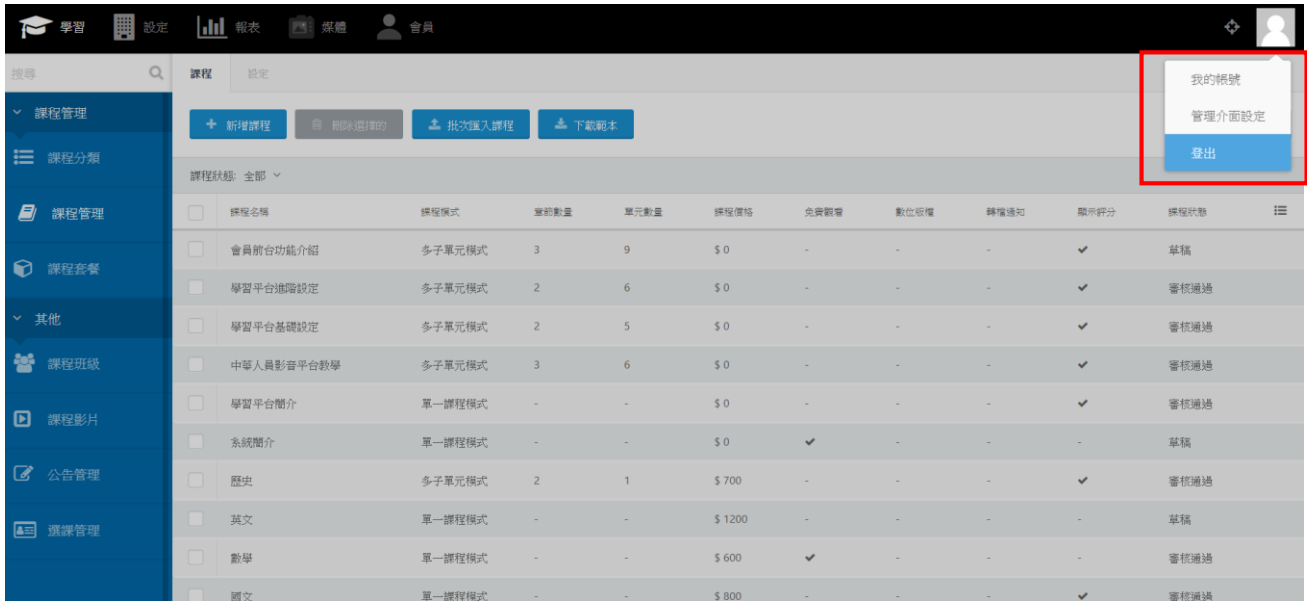 學習 設定 報表 媒體 會員
搜尋
課程 設定
我的帳號
管理介面設定
登出
課程管理
課程分類
課程管理
課程套餐
其他
課程班級
課程影片
公告管理
選課管理
新增課程 刪除選擇的 批次匯入課程 下載範本
課程狀態: 全部
課程名稱 課程模式 章節數量 單元數量 課程價格 免費觀看 數位版權 轉檔通知 顯示評分 課程狀態
會員前台功能介紹 多子單元模式 3 9 $ 0 - - - 草稿
學習平台進階設定 多子單元模式 2 6 $ 0 - - - 審核通過
學習平台基礎設定 多子單元模式 2 5 $ 0 - - - 審核通過
中華人員影音平台教學 多子單元模式 3 6 $ 0 - - - 審核通過
學習平台簡介 單一課程模式 - - $ 0 - - - 審核通過
系統簡介 單一課程模式 - - $ 0 ✔ - - - 草稿
歷史 多子單元模式 2 1 $ 700 - - - 審核通過
英文 單一課程模式 - - $ 1200 - - - - 草稿
數學 單一課程模式 - - $ 600 ✔ - - - 審核通過
國文 單一課程模式 - - $ 800 - - - ✔ 審核通過